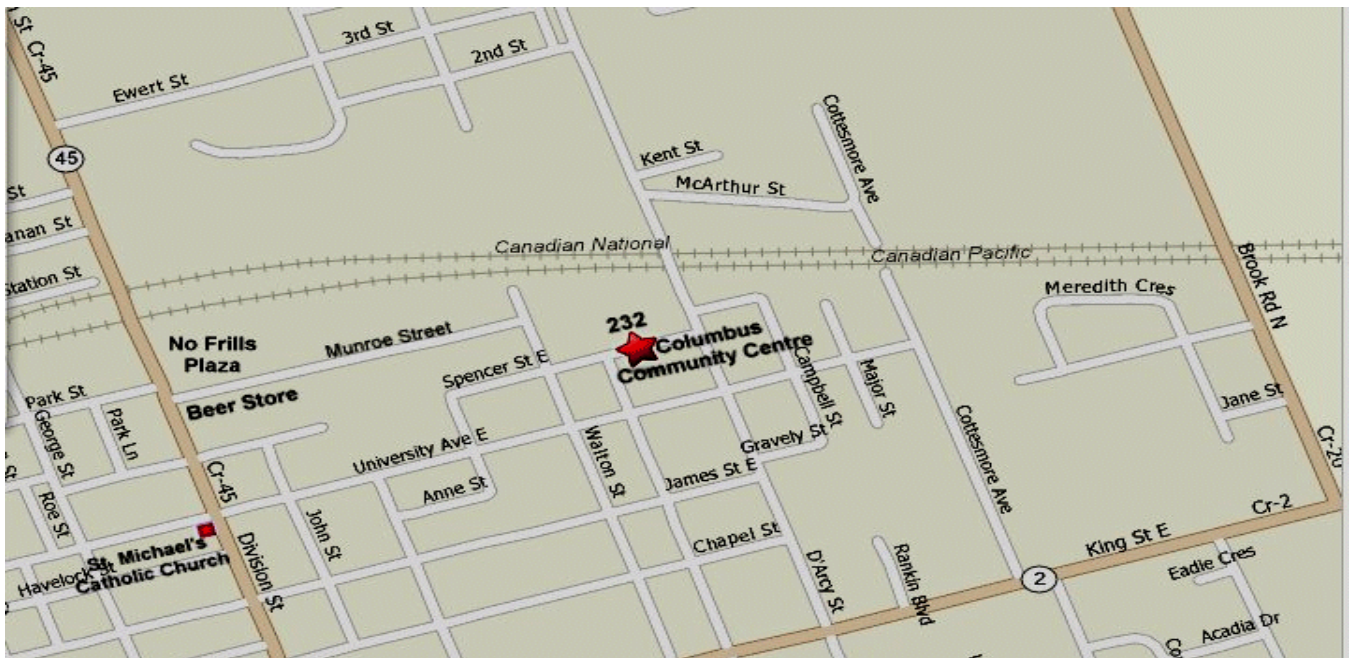 St Cr-45
3rd St
2nd St
Ewert St
45
Kent St
McArthur St
Cottesmore Ave
St
anan St
Station St
Canadian National
Canadian Pacific
Brook Rd N
Meredith Cres
No Frills
Plaza
Munroe Street
232
Columbus
Community Centre
Spencer St E
Beer Store
Park St
George St
Park Ln
Campbell St
Major St
Jane St
Cr-20
University Ave E
Walton St
Gravely St
Cottesmore Ave
Cr-45
Roe St
Anne St
James St E
John St
Chapel St
Cr-2
King St E
St. Michael's
Catholic Church
Havelock St
Division St
D'Arcy St
Rankin Blvd
2
Eadie Cres
Acadia Dr